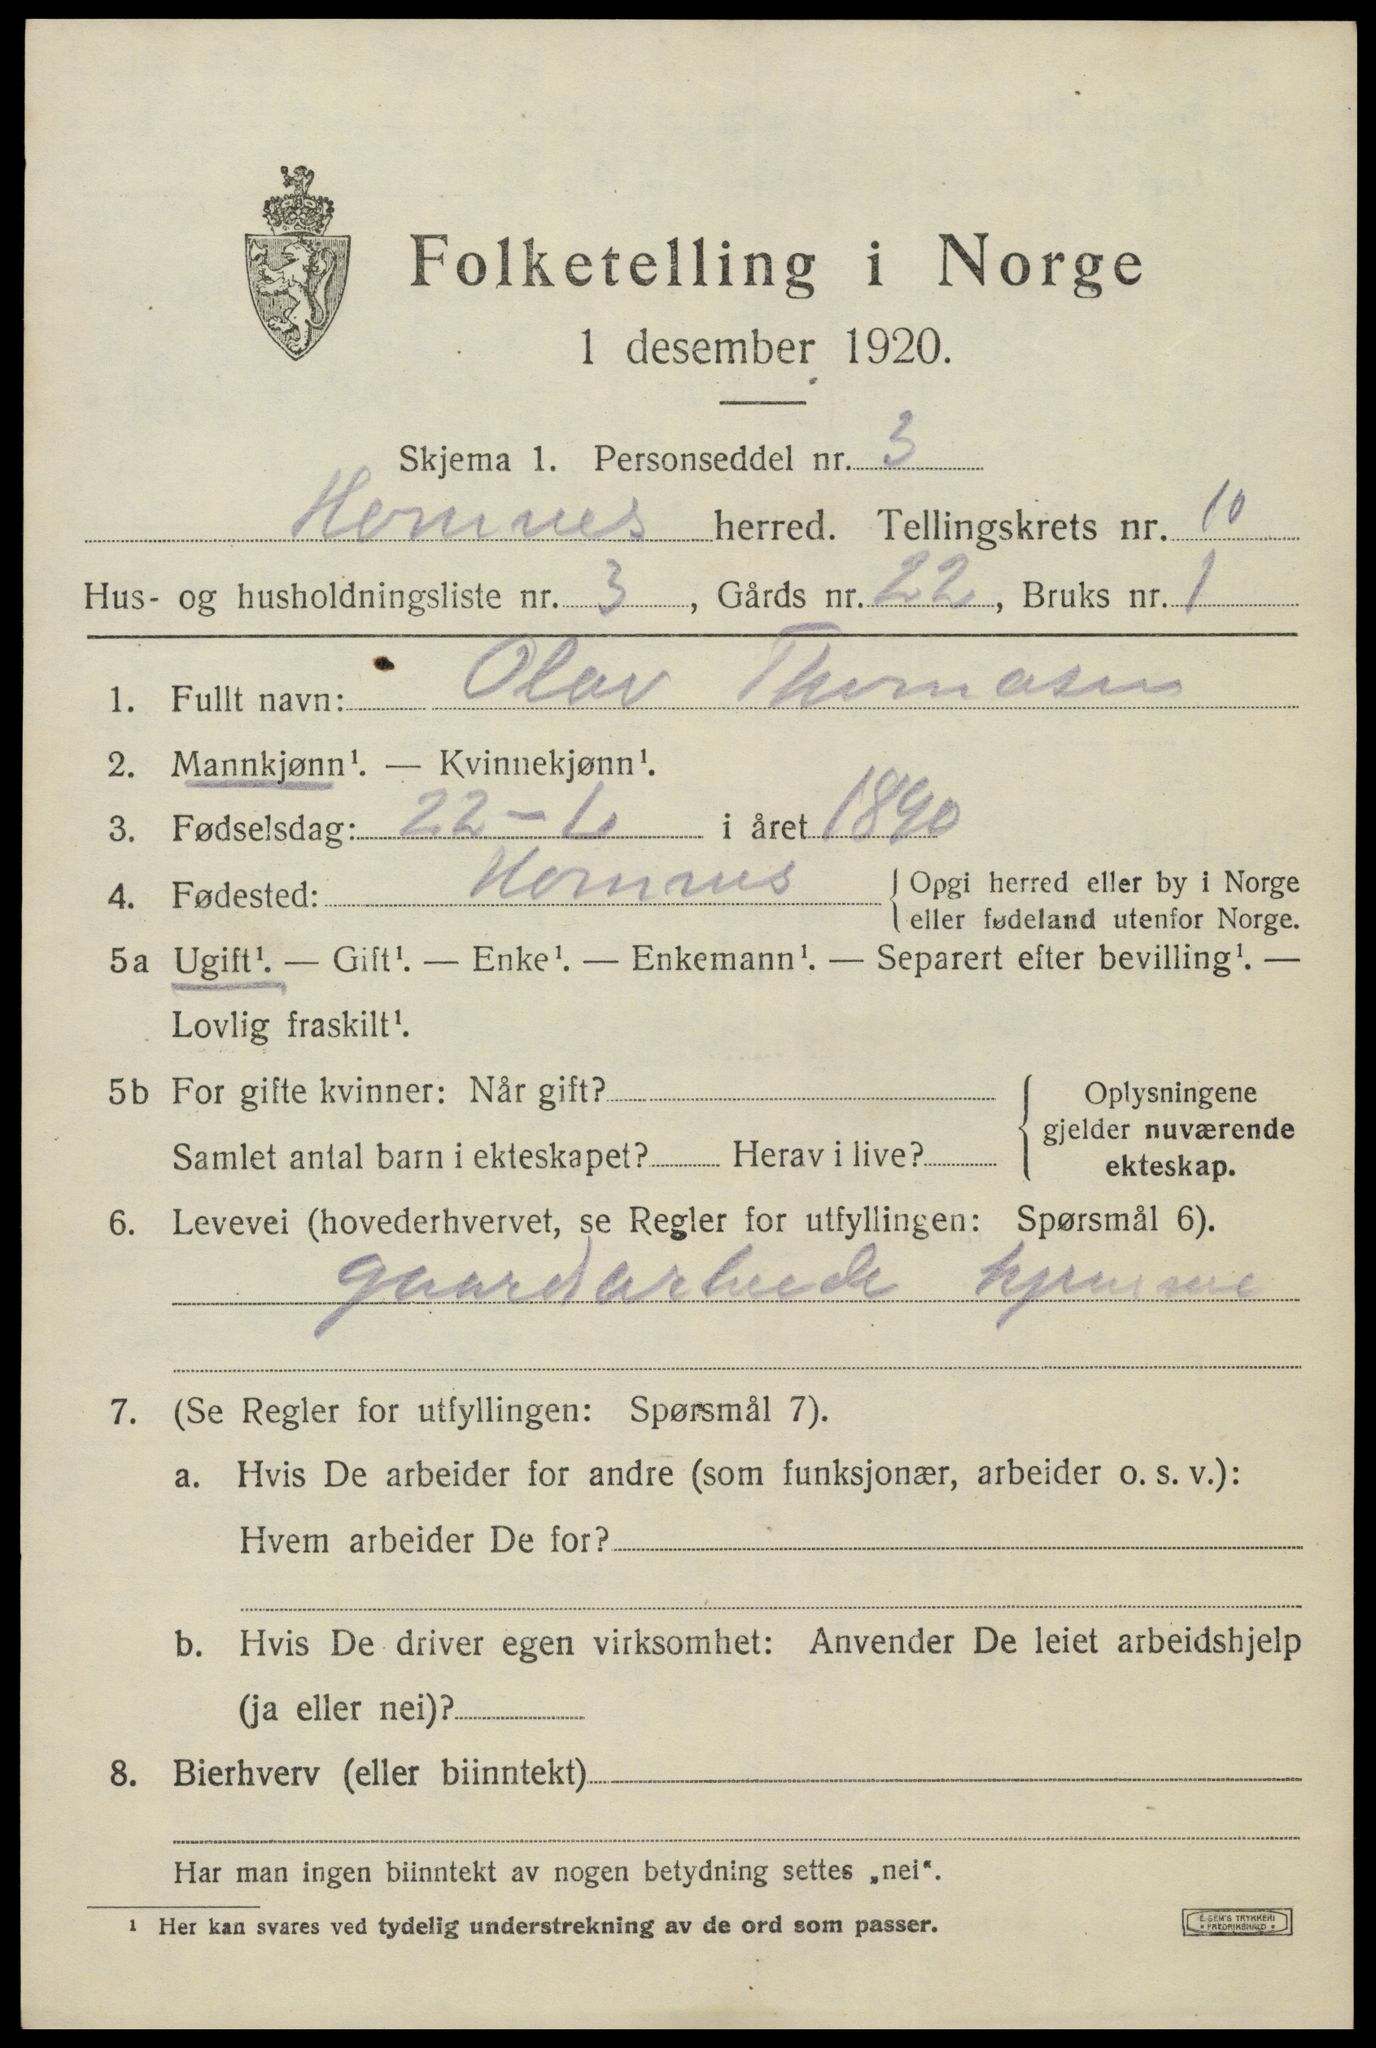 Folketelling i Norge
1 desember 1920.
Skjema 1. Personseddel nr. 3
Hemnes herred. Tellingskrets nr. 10
Hus- og husholdningsliste nr. 3, Gårds nr. 22, Bruks nr. 1
1. Fullt navn: Olav Thomasen
2. Mannkjønn¹. — Kvinnekjønn¹.
3. Fødselsdag: 22 - 6 i året 1890
4. Fødested: Hemnes { Opgi herred eller by i Norge
eller fødeland utenfor Norge.
5a Ugift¹. — Gift¹. — Enke¹. — Enkemann¹. — Separert efter bevilling¹. —
Lovlig fraskilt¹.
5b For gifte kvinner: Når gift?
Samlet antal barn i ekteskapet? Herav i live?
Oplysningene
gjelder nuværende
ekteskap.
6. Levevei (hovederhvervet, se Regler for utfyllingen: Spørsmål 6).
gaardsarbeide hjemme
7. (Se Regler for utfyllingen: Spørsmål 7).
a. Hvis De arbeider for andre (som funksjonær, arbeider o. s. v.):
Hvem arbeider De for?
b. Hvis De driver egen virksomhet: Anvender De leiet arbeidshjelp
(ja eller nei)?
8. Bierhverv (eller biinntekt)
Har man ingen biinntekt av nogen betydning settes „nei“.
¹ Her kan svares ved tydelig understrekning av de ord som passer.
E. SEM'S TRYKKERI
FREDRIKSHALD